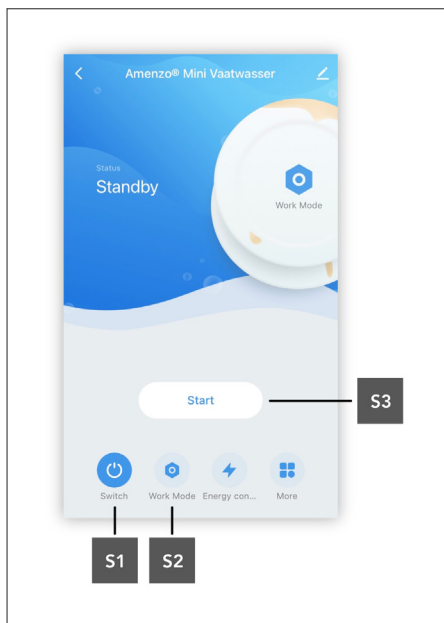 Amenzo® Mini Vaatwasser
Status
Standby
Work Mode
Start
S3
Switch
Work Mode
Energy con...
More
S1
S2